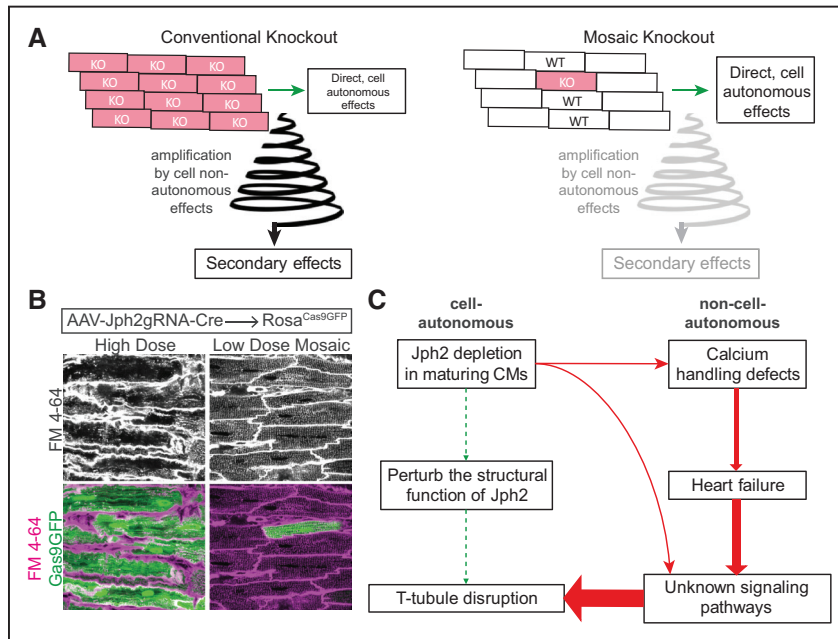 A
Conventional Knockout
KO KO KO
KO KO KO
KO KO KO
KO KO KO
Direct, cell
autonomous
effects
amplification
by cell non-
autonomous
effects
Secondary effects
Mosaic Knockout
WT
KO
WT
WT
Direct, cell
autonomous
effects
amplification
by cell non-
autonomous
effects
Secondary effects
B
AAV-Jph2gRNA-Cre RosaCas9GFP
High Dose Low Dose Mosaic
FM 4-64
FM 4-64
Gas9GFP
C
cell-
autonomous
non-cell-
autonomous
Jph2 depletion
in maturing CMs
Calcium
handling defects
Perturb the structural
function of Jph2
Heart failure
T-tubule disruption
Unknown signaling
pathways